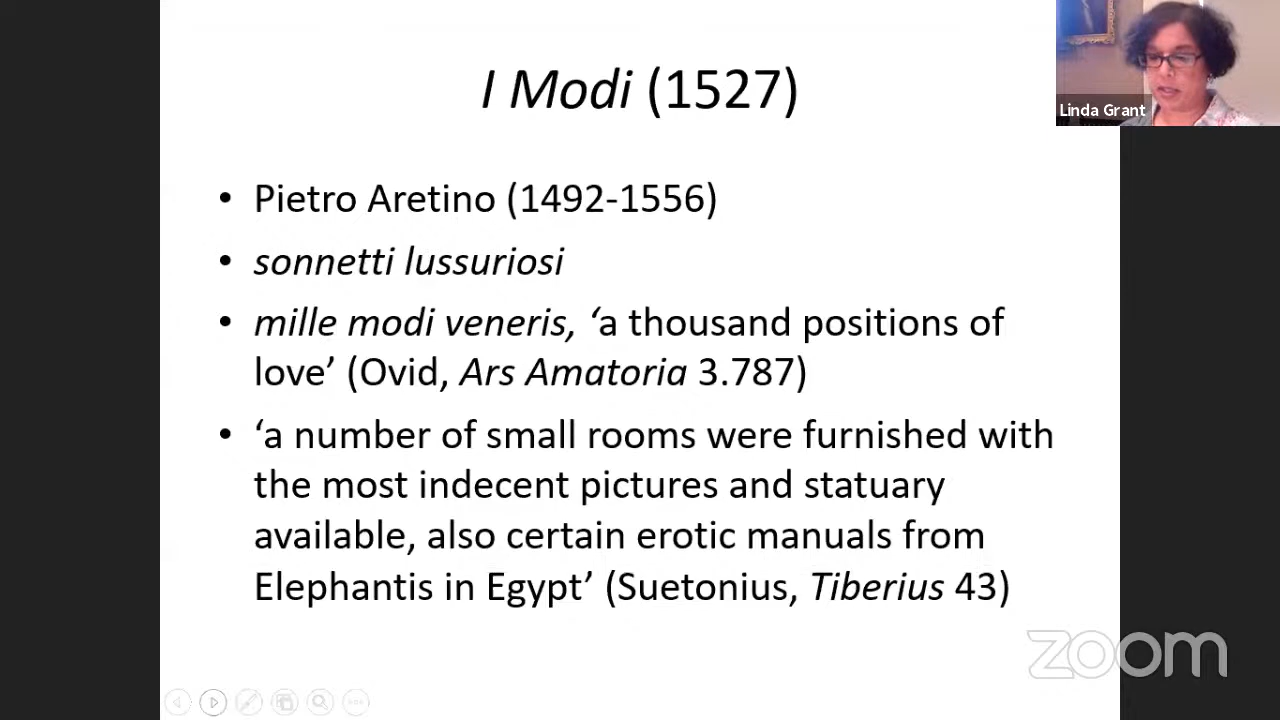 I Modi (1527)
Linda Grant
• Pietro Aretino (1492-1556)
• sonnetti lussuriosi
• mille modi veneris, ‘a thousand positions of
love’ (Ovid, Ars Amatoria 3.787)
• ‘a number of small rooms were furnished with
the most indecent pictures and statuary
available, also certain erotic manuals from
Elephantis in Egypt’ (Suetonius, Tiberius 43)
zoom